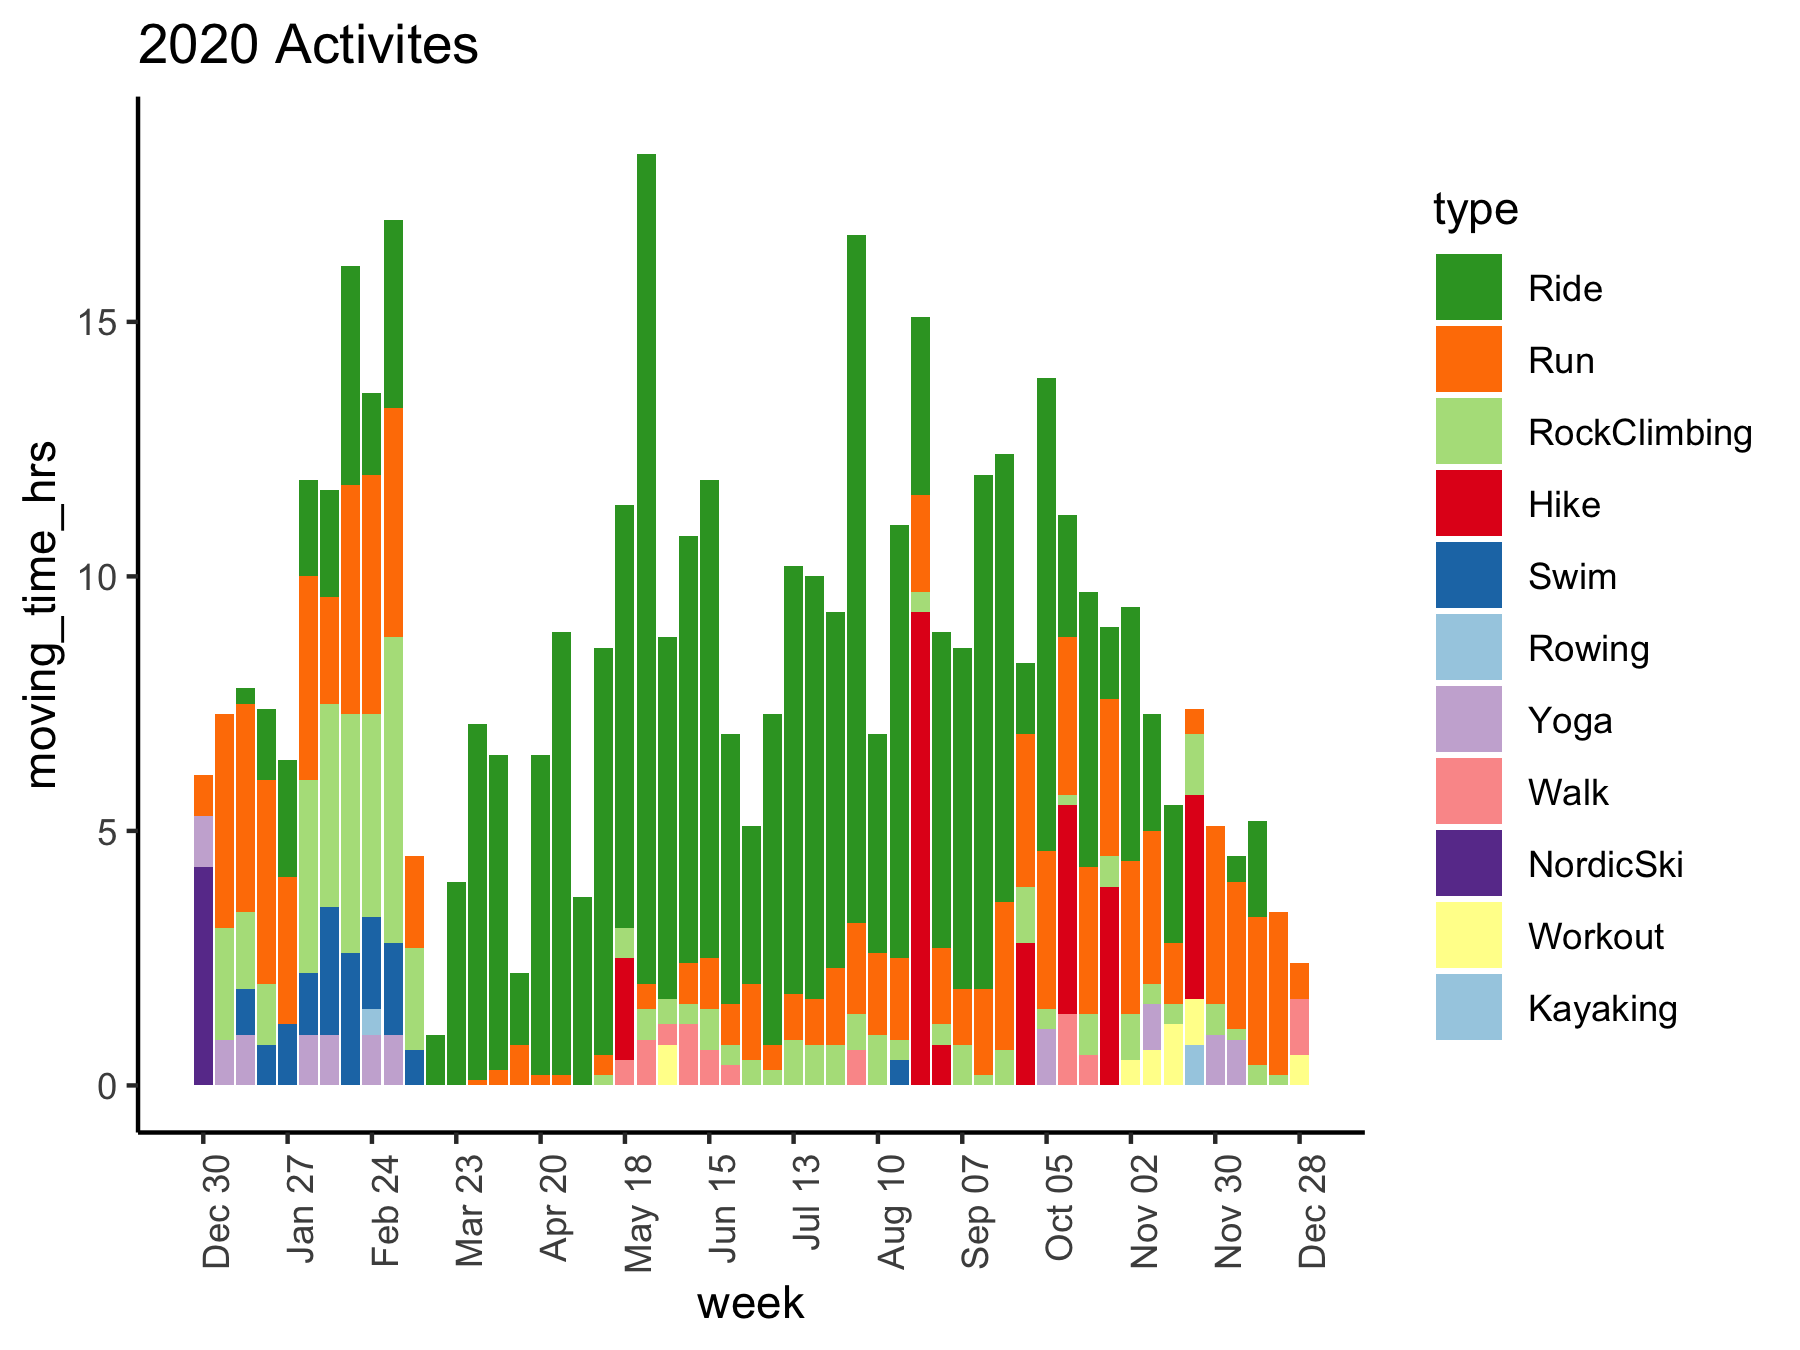 2020 Activites
moving_time_hrs
15
10
5
0
Dec 30
Jan 27
Feb 24
Mar 23
Apr 20
May 18
Jun 15
Jul 13
Aug 10
Sep 07
Oct 05
Nov 02
Nov 30
Dec 28
week
type
Ride
Run
RockClimbing
Hike
Swim
Rowing
Yoga
Walk
NordicSki
Workout
Kayaking